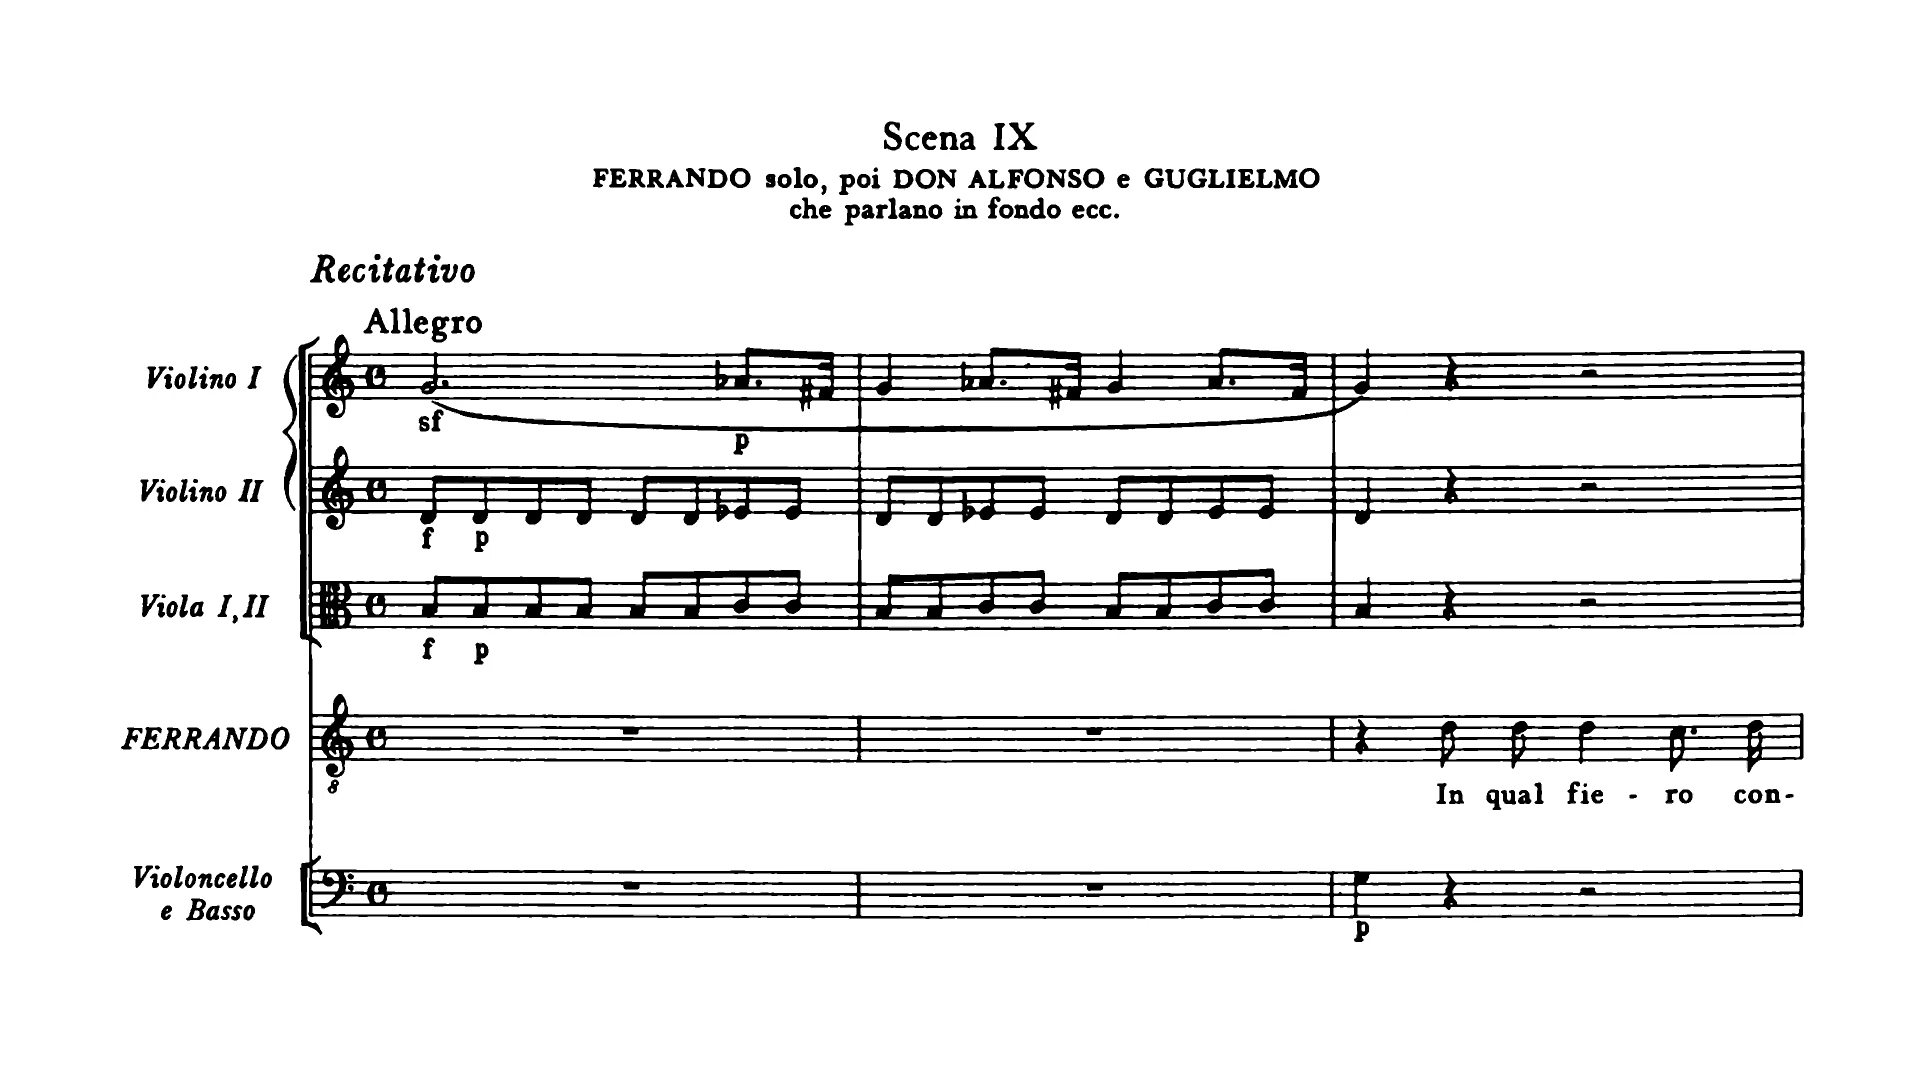 Scena IX
FERRANDO solo, poi DON ALFONSO e GUGLIELMO
che parlano in fondo ecc.
Recitativo
Allegro
Violino I
sf
p
Violino II
f p
Viola I, II
f p
FERRANDO
8
In qual fie - ro con-
Violoncello
e Basso
p